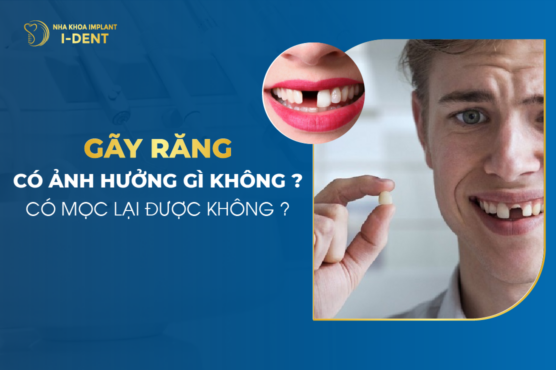 NHA KHOA IMPLANT
I-DENT
GÃY RĂNG
CÓ ẢNH HƯỞNG GÌ KHÔNG ?
CÓ MỌC LẠI ĐƯỢC KHÔNG ?